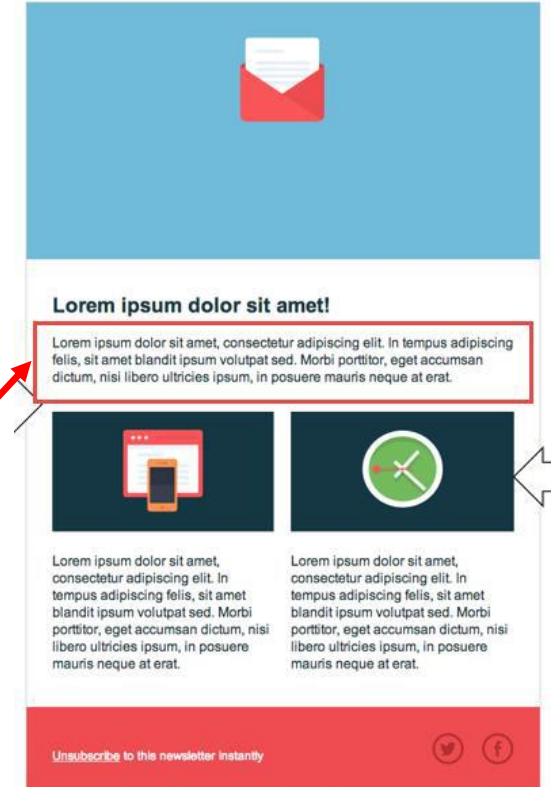 Lorem ipsum dolor sit amet!
Lorem ipsum dolor sit amet, consectetur adipiscing elit. In tempus adipiscing
felis, sit amet blandit ipsum volutpat sed. Morbi porttitor, eget accumsan
dictum, nisi libero ultricies ipsum, in posuere mauris neque at erat.
Lorem ipsum dolor sit amet,
consectetur adipiscing elit. In
tempus adipiscing felis, sit amet
blandit ipsum volutpat sed. Morbi
porttitor, eget accumsan dictum, nisi
libero ultricies ipsum, in posuere
mauris neque at erat.
Lorem ipsum dolor sit amet,
consectetur adipiscing elit. In
tempus adipiscing felis, sit amet
blandit ipsum volutpat sed. Morbi
porttitor, eget accumsan dictum, nisi
libero ultricies ipsum, in posuere
mauris neque at erat.
Unsubscribe to this newsletter instantly